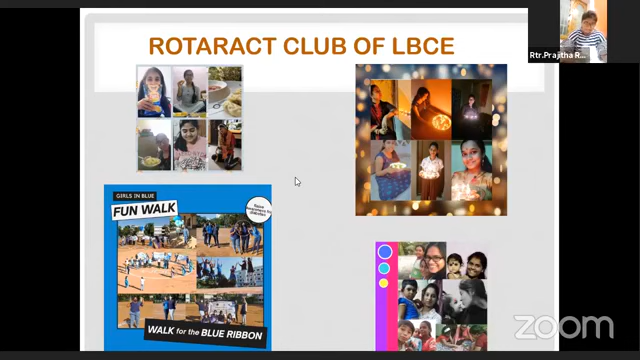 ROTARACT CLUB OF LBCE
Rtr.Prajitha R...
GIRLS IN BLUE
FUN WALK
WALK for the BLUE RIBBON
zoom